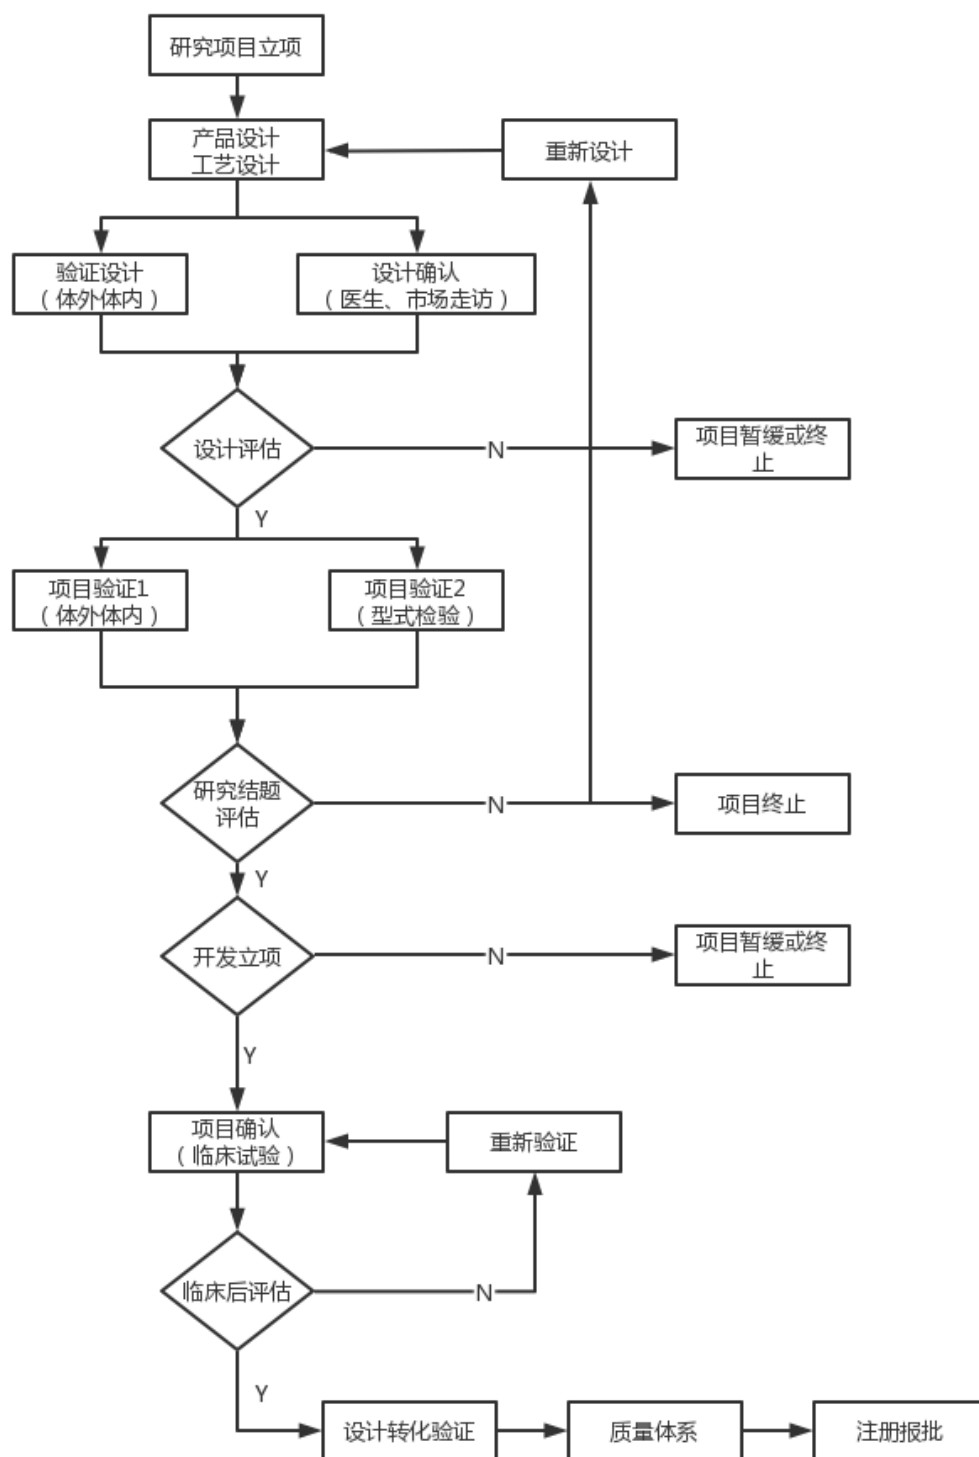 研究项目立项
产品设计
工艺设计
重新设计
验证设计
（体外体内）
设计确认
（医生、市场走访）
设计评估
N
项目暂缓或终
止
Y
项目验证1
（体外体内）
项目验证2
（型式检验）
研究结题
评估
N
项目终止
Y
开发立项
N
项目暂缓或终
止
Y
项目确认
（临床试验）
重新验证
临床后评估
N
Y
设计转化验证
质量体系
注册报批